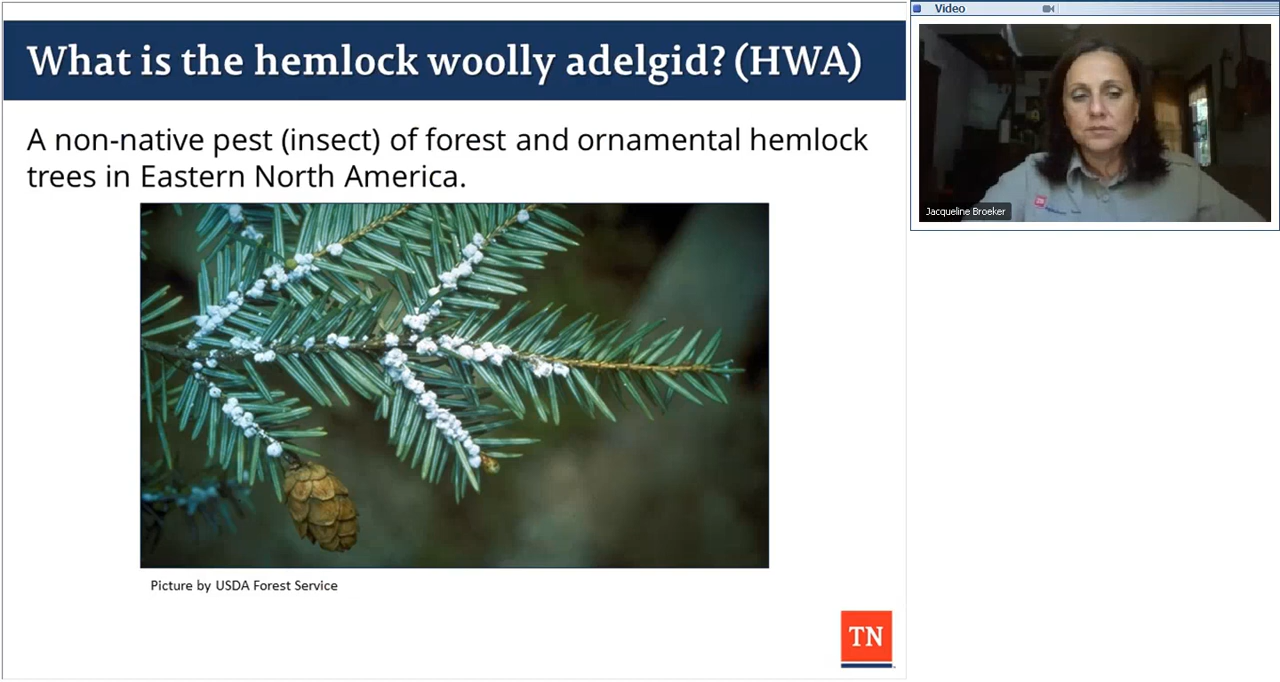 What is the hemlock woolly adelgid? (HWA)
A non-native pest (insect) of forest and ornamental hemlock
trees in Eastern North America.
Picture by USDA Forest Service
TN
Video
Jacqueline Broeker